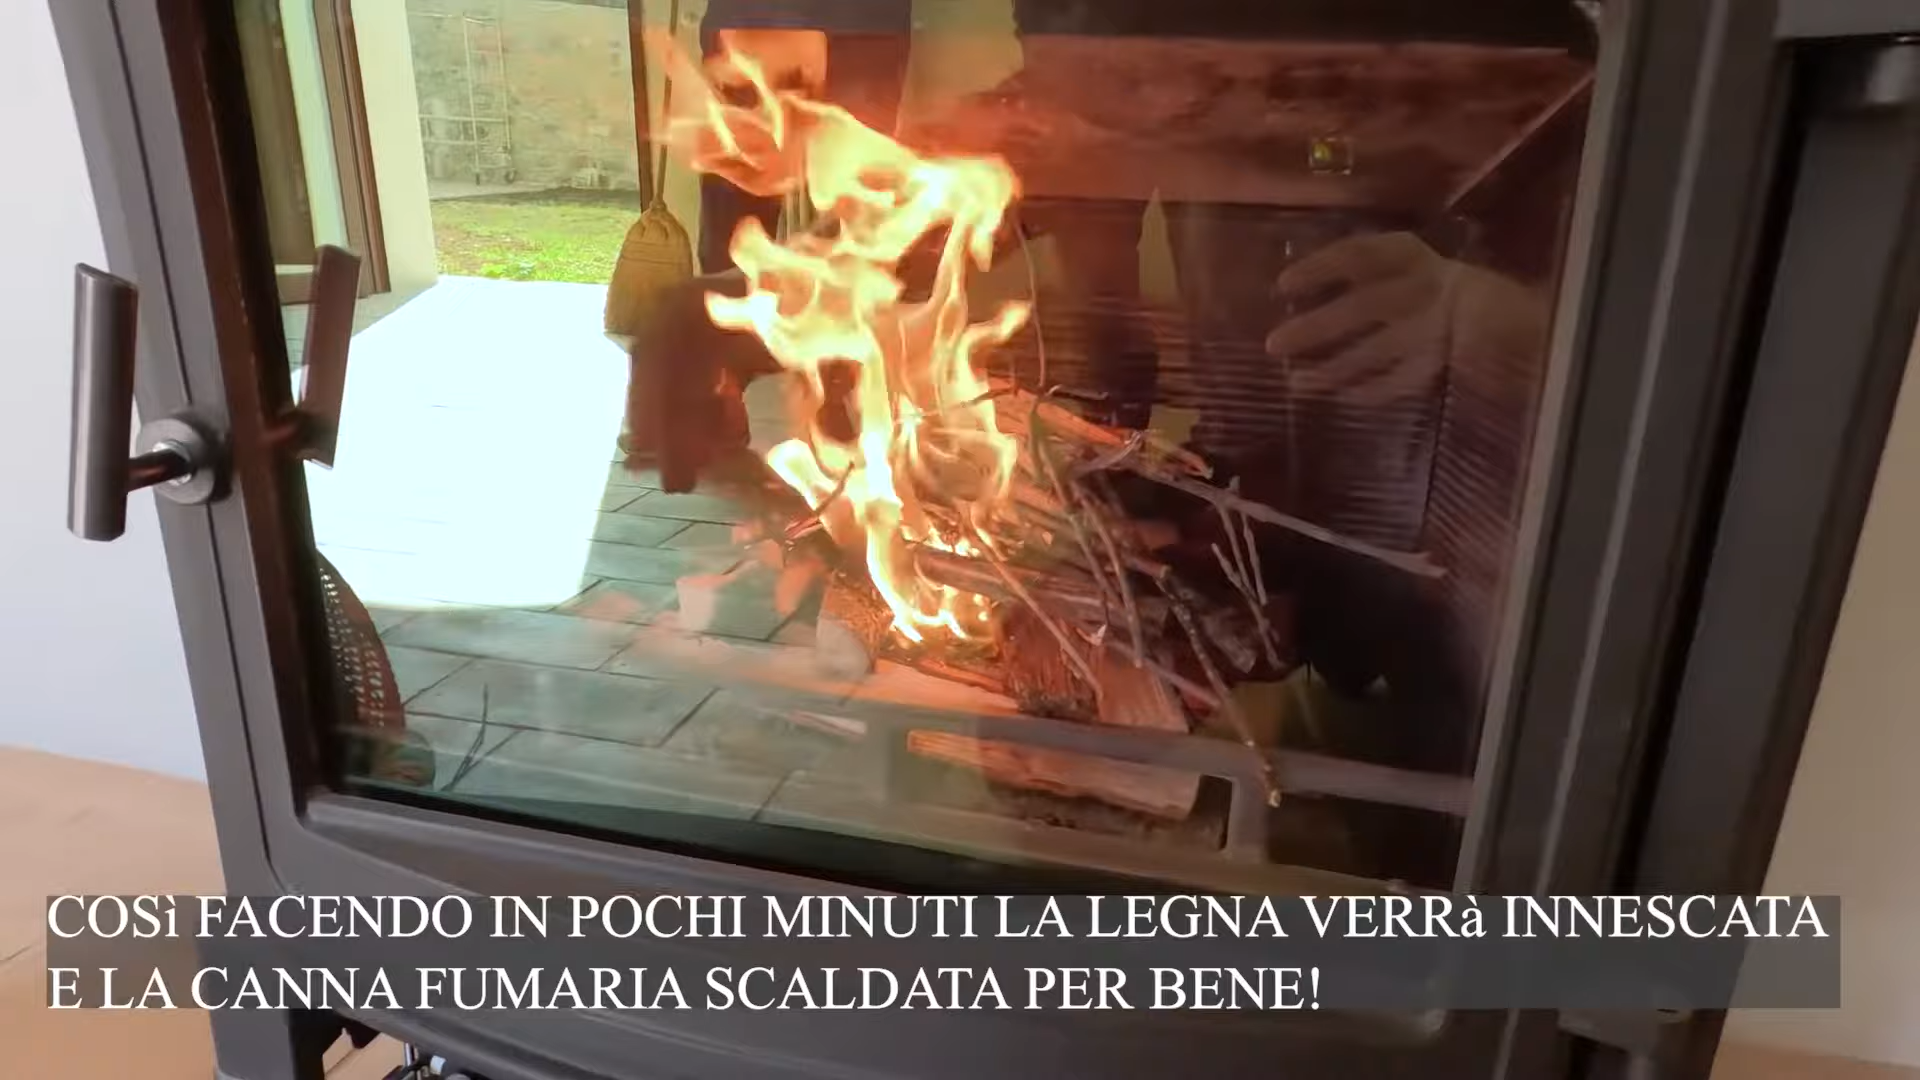 COSì FACENDO IN POCHI MINUTI LA LEGNA VERRà INNESCATA
E LA CANNA FUMARIA SCALDATA PER BENE!